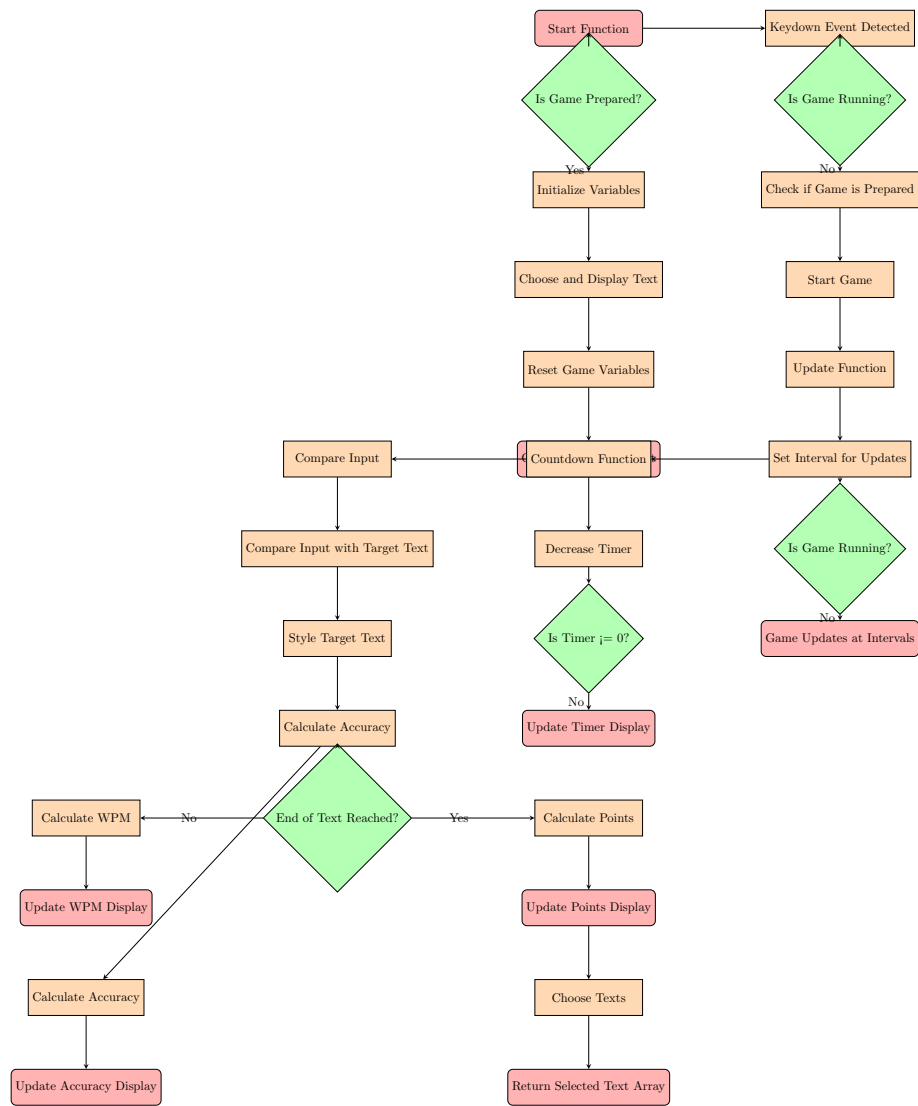 Start Function
Keydown Event Detected
Is Game Prepared?
Is Game Running?
Yes
No
Initialize Variables
Check if Game is Prepared
Choose and Display Text
Start Game
Reset Game Variables
Update Function
Compare Input
Countdown Function
Set Interval for Updates
Compare Input with Target Text
Decrease Timer
Is Game Running?
Style Target Text
Is Timer ¡= 0?
No
Game Updates at Intervals
No
Calculate Accuracy
Update Timer Display
Calculate WPM
No
End of Text Reached?
Yes
Calculate Points
Update WPM Display
Update Points Display
Calculate Accuracy
Choose Texts
Update Accuracy Display
Return Selected Text Array